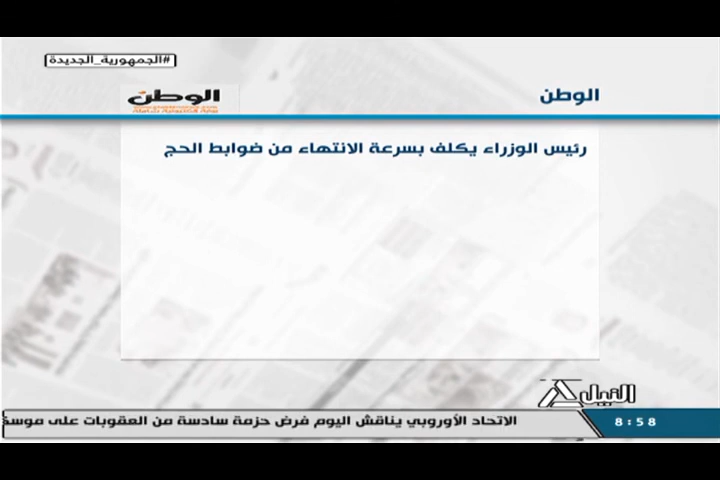 #الجمهورية_الجديدة
الوطن
الوطن
رئيس الوزراء يكلف بسرعة الانتهاء من ضوابط الحج
النيل
8:58
الاتحاد الأوروبي يناقش اليوم فرض حزمة سادسة من العقوبات على موسكو